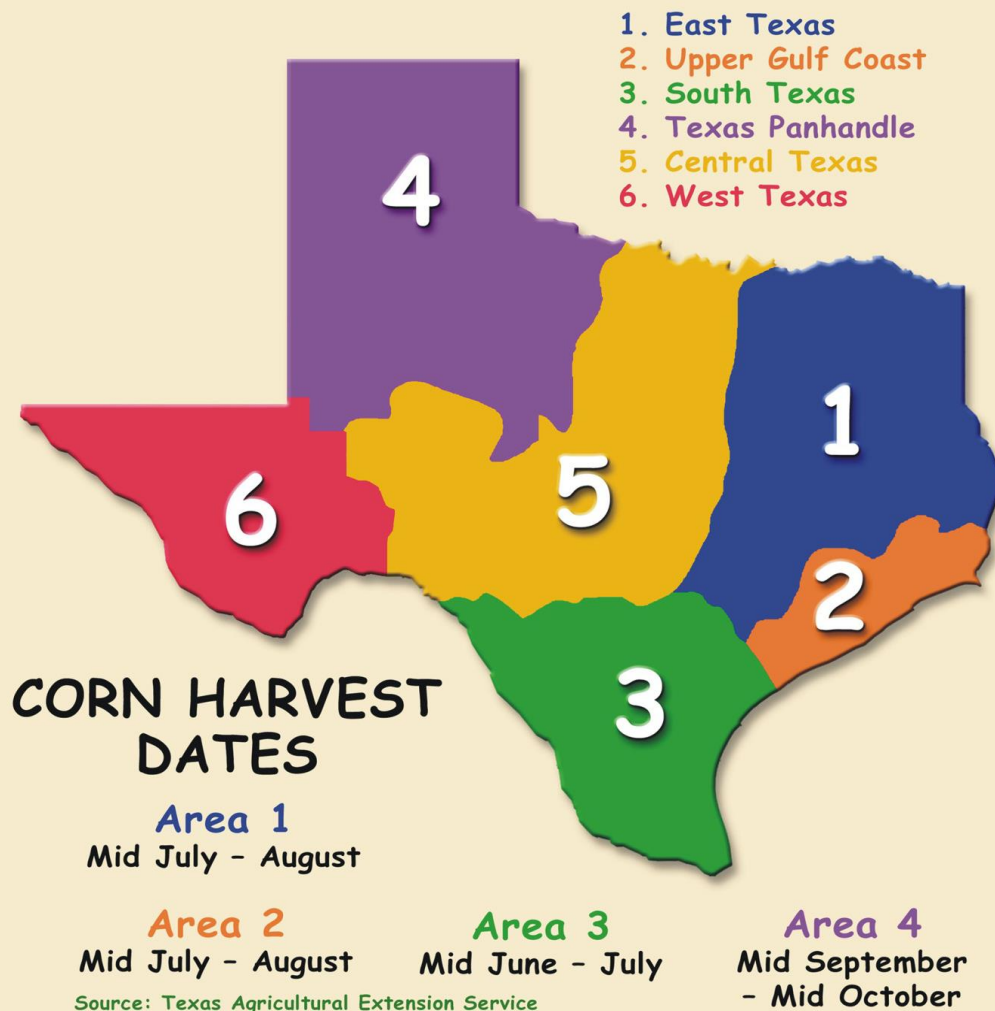 1. East Texas
2. Upper Gulf Coast
3. South Texas
4. Texas Panhandle
5. Central Texas
6. West Texas
4
1
5
6
2
3
CORN HARVEST
DATES
Area 1
Mid July – August
Area 2
Mid July – August
Area 3
Mid June – July
Area 4
Mid September
– Mid October
Source: Texas Agricultural Extension Service